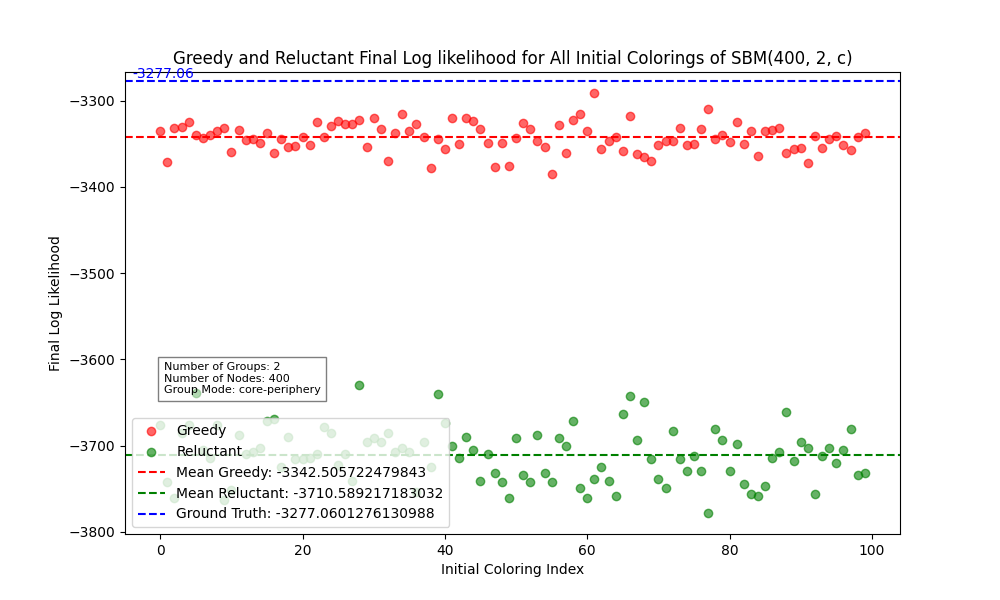 Greedy and Reluctant Final Log likelihood for All Initial Colorings of SBM(400, 2, c)
-3277.06
−3300
−3400
−3500
−3600
−3700
−3800
Final Log Likelihood
Number of Groups: 2
Number of Nodes: 400
Group Mode: core-periphery
Greedy
Reluctant
Mean Greedy: -3342.505722479843
Mean Reluctant: -3710.589217183032
Ground Truth: -3277.0601276130988
0 20 40 60 80 100
Initial Coloring Index